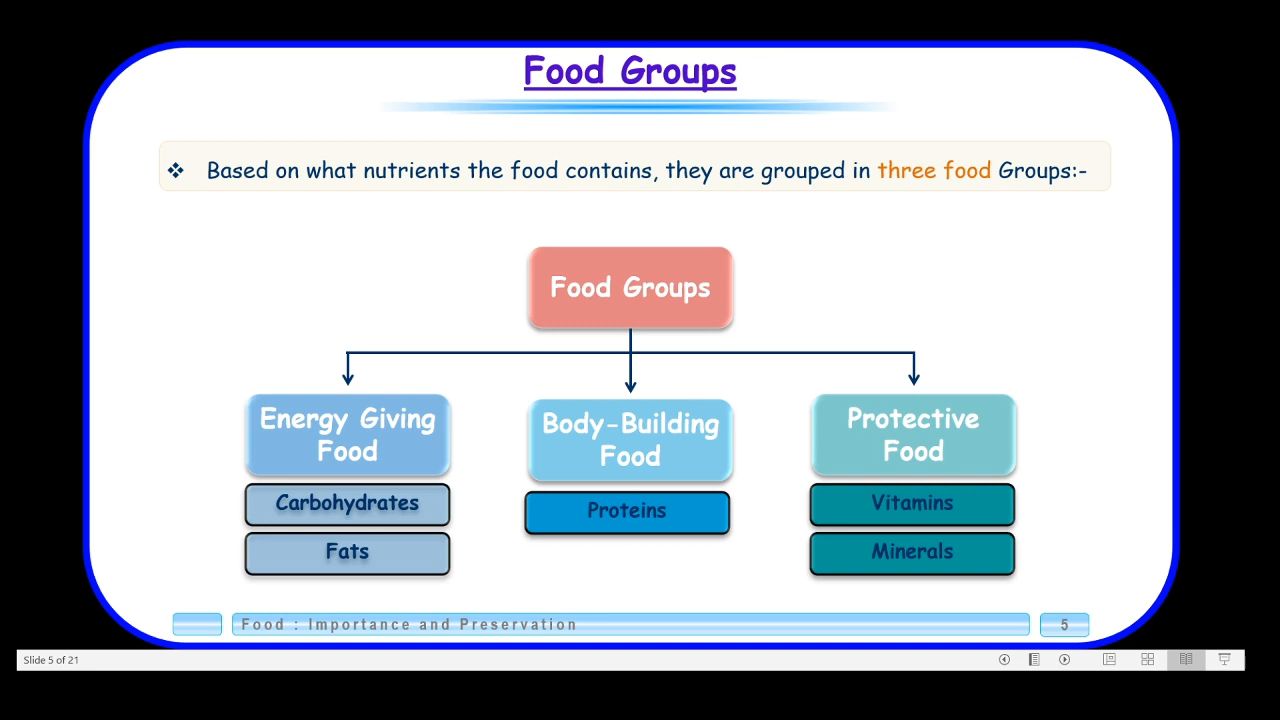 Food Groups
❖ Based on what nutrients the food contains, they are grouped in three food Groups:-
Food Groups
Energy Giving
Food
Carbohydrates
Fats
Body-Building
Food
Proteins
Protective
Food
Vitamins
Minerals
Food : Importance and Preservation
5
Slide 5 of 21